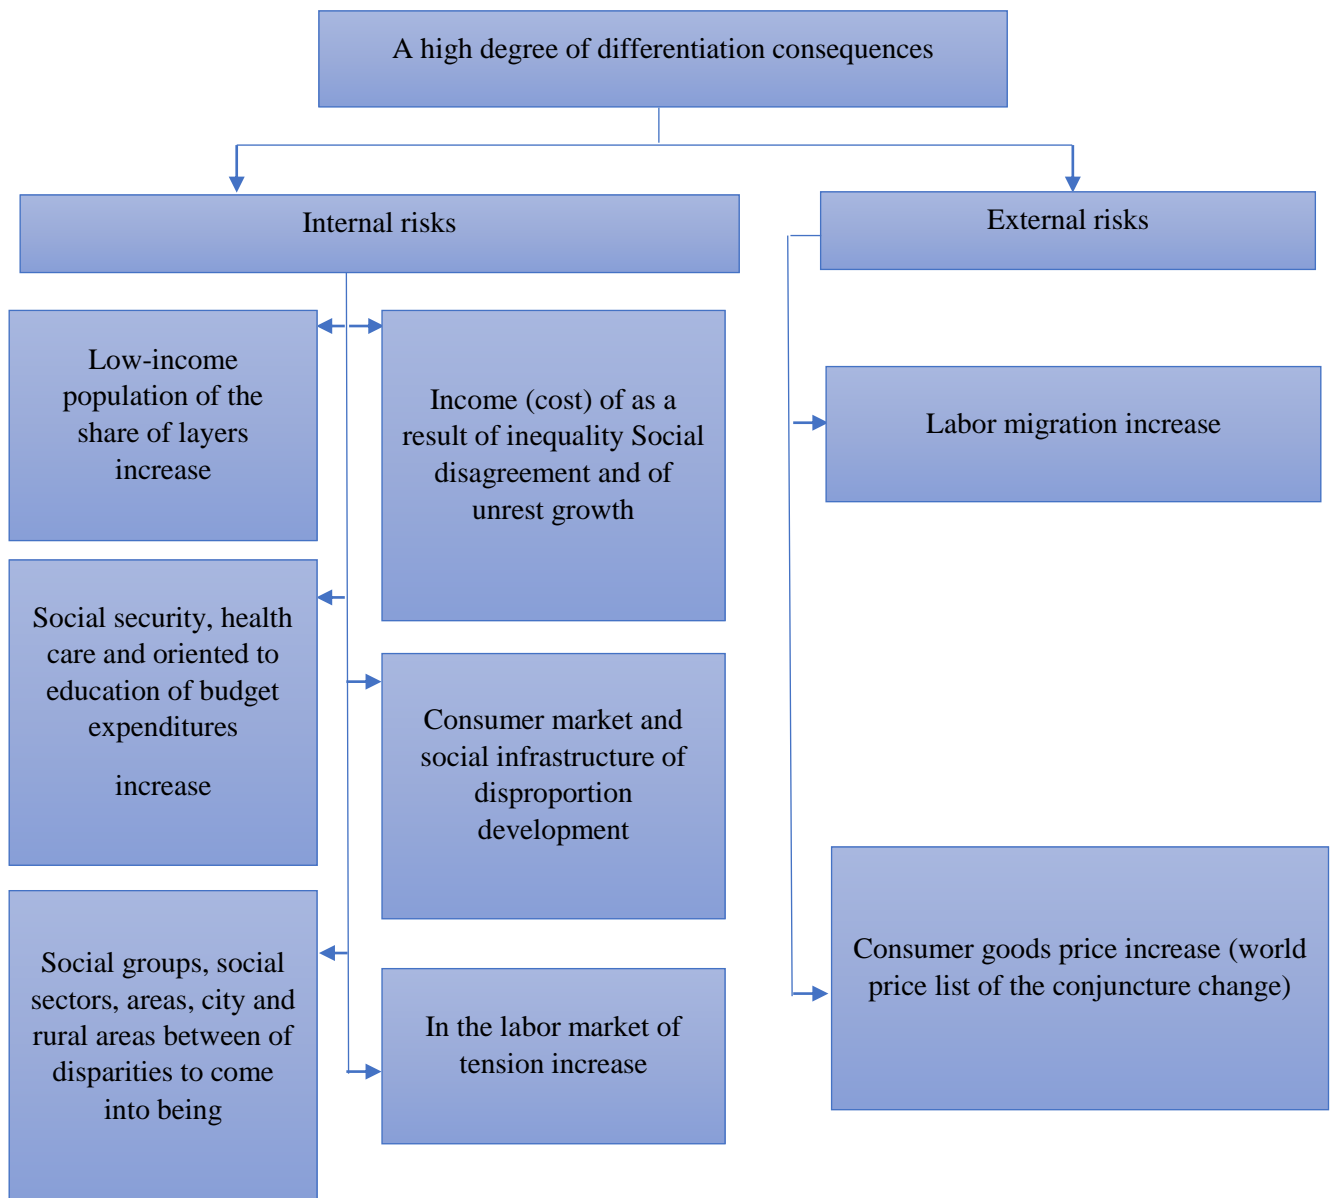 A high degree of differentiation consequences
Internal risks
External risks
Low-income
population of the
share of layers
increase
Income (cost) of as a
result of inequality Social
disagreement and of
unrest growth
Labor migration increase
Social security, health
care and oriented to
education of budget
expenditures
increase
Consumer market and
social infrastructure of
disproportion
development
Consumer goods price increase (world
price list of the conjuncture change)
Social groups, social
sectors, areas, city and
rural areas between of
disparities to come
into being
In the labor market of
tension increase